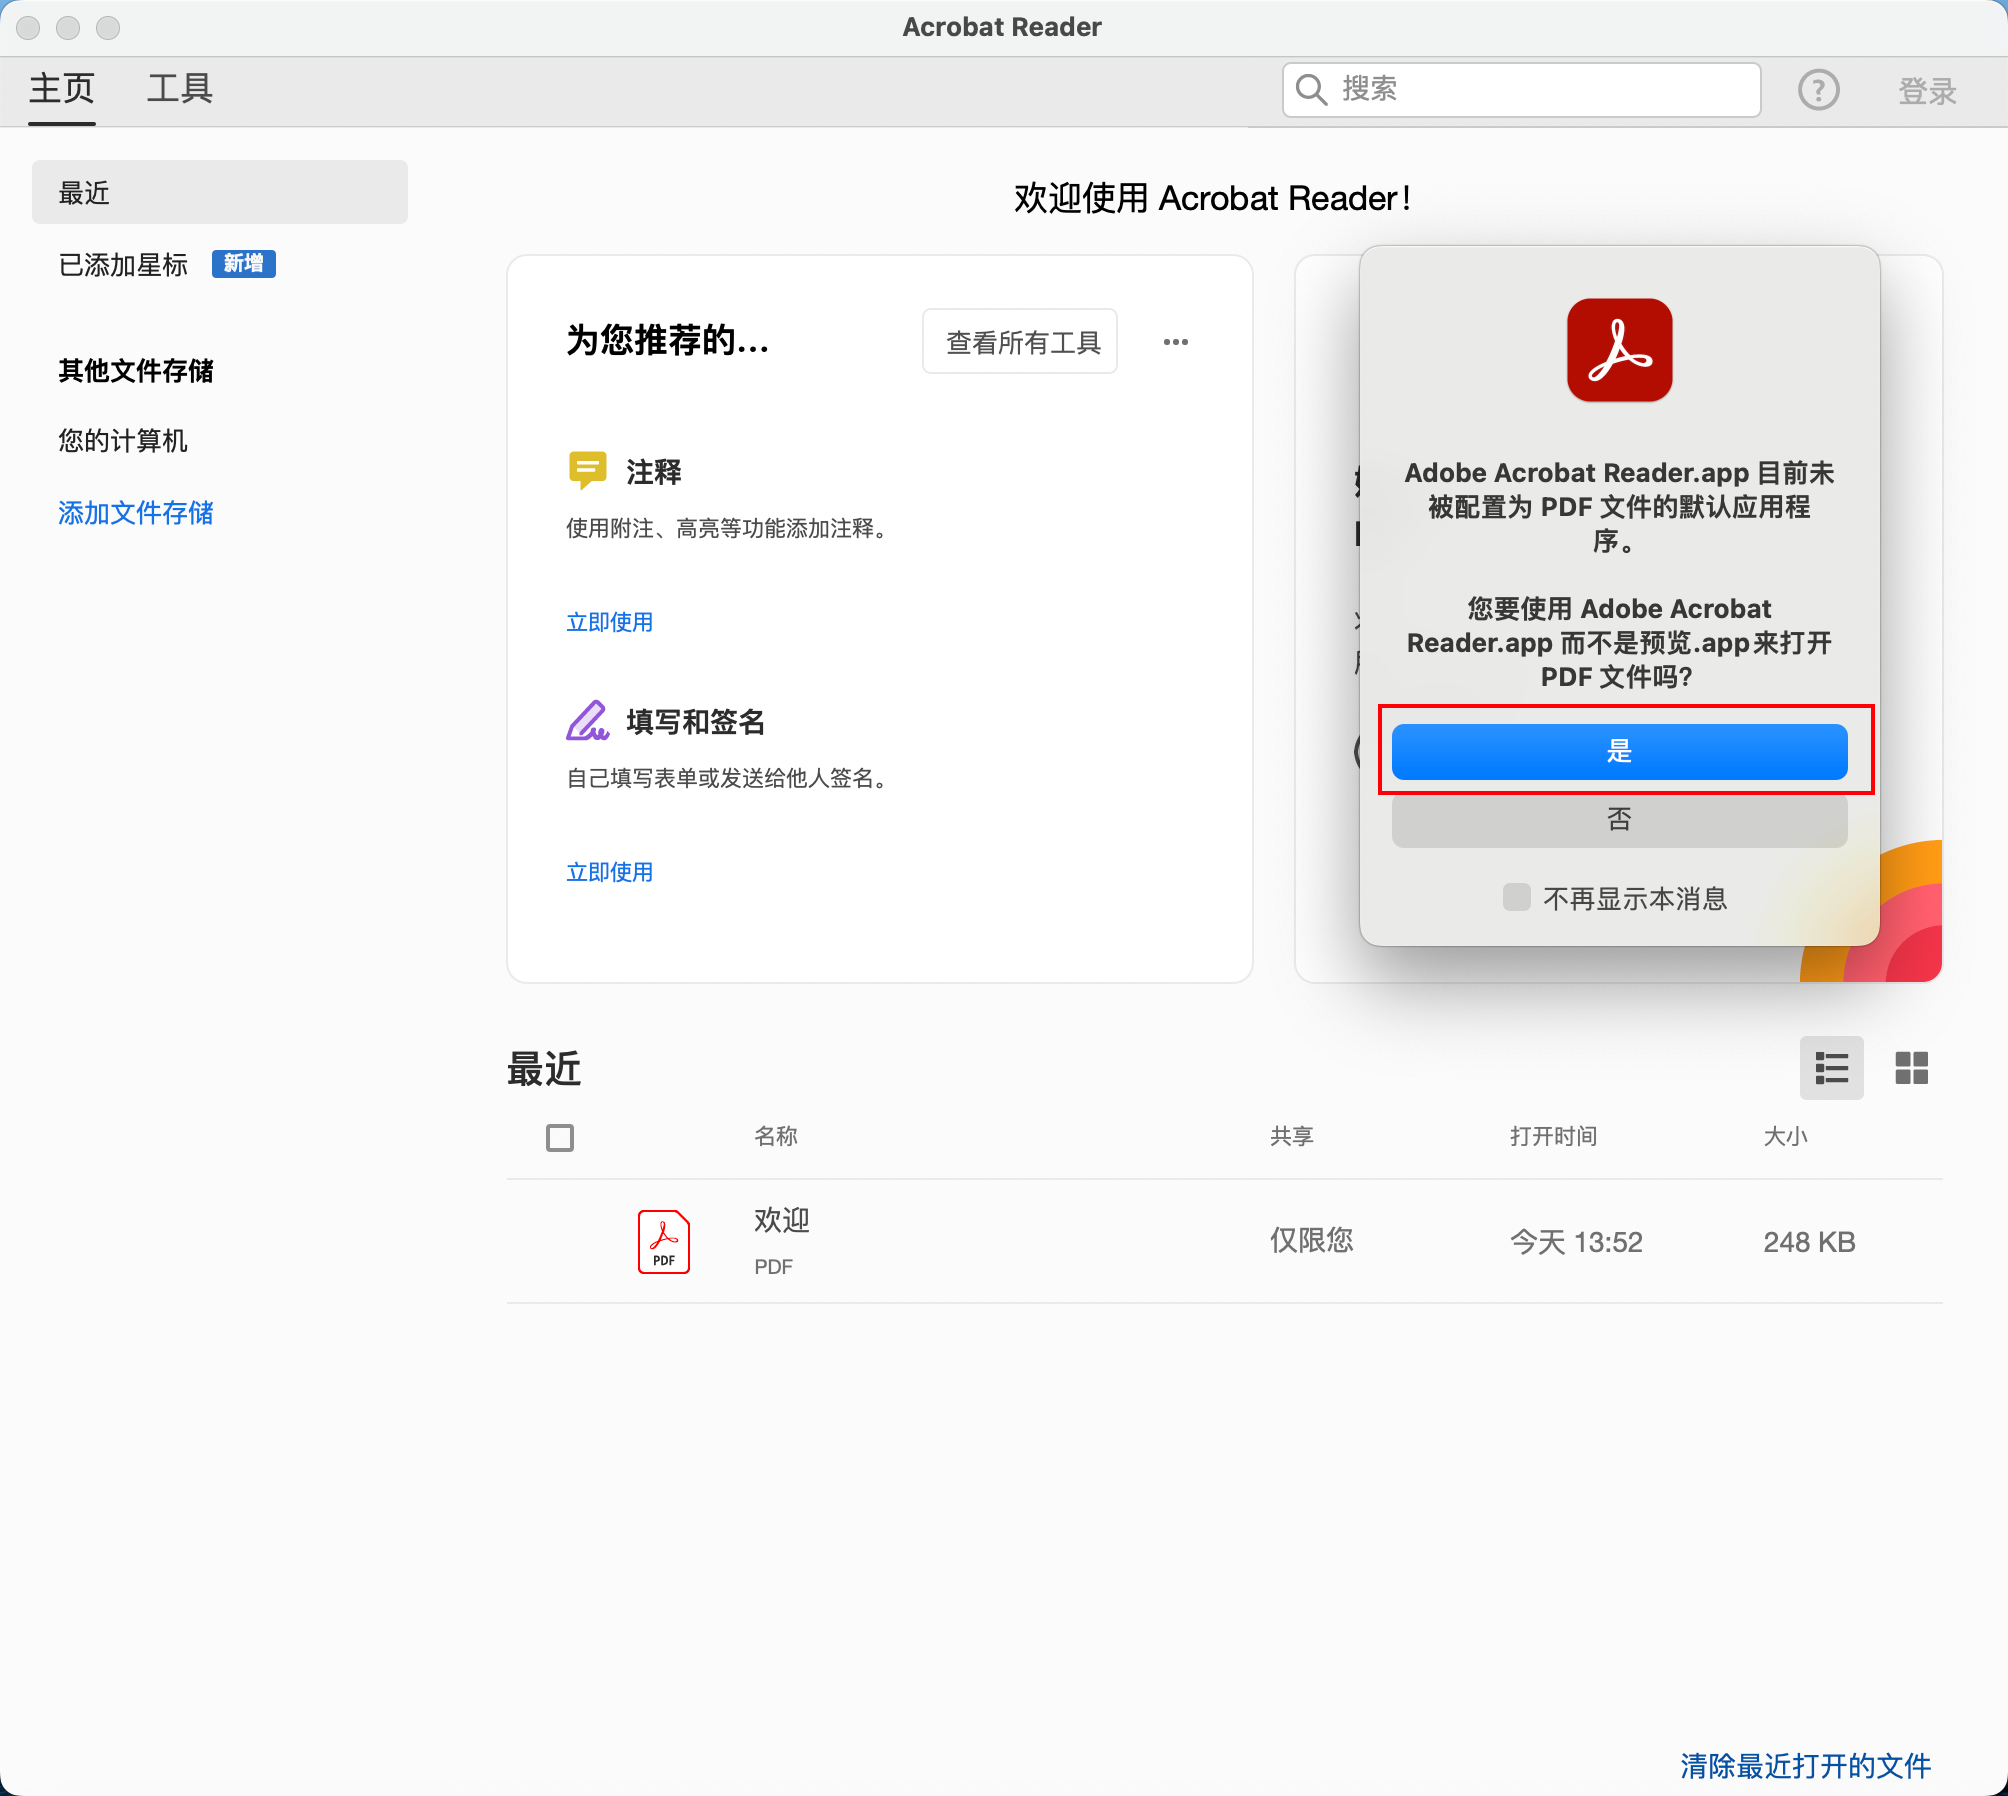 Acrobat Reader
主页
工具
搜索
?
登录
最近
已添加星标
新增
其他文件存储
您的计算机
添加文件存储
欢迎使用 Acrobat Reader！
为您推荐的...
查看所有工具
注释
使用附注、高亮等功能添加注释。
立即使用
填写和签名
自己填写表单或发送给他人签名。
立即使用
Adobe Acrobat Reader.app 目前未
被配置为 PDF 文件的默认应用程
序。
您要使用 Adobe Acrobat
Reader.app 而不是预览.app来打开
PDF 文件吗?
是
否
不再显示本消息
最近
名称
共享
打开时间
大小
PDF
欢迎
PDF
仅限您
今天 13:52
248 KB
清除最近打开的文件